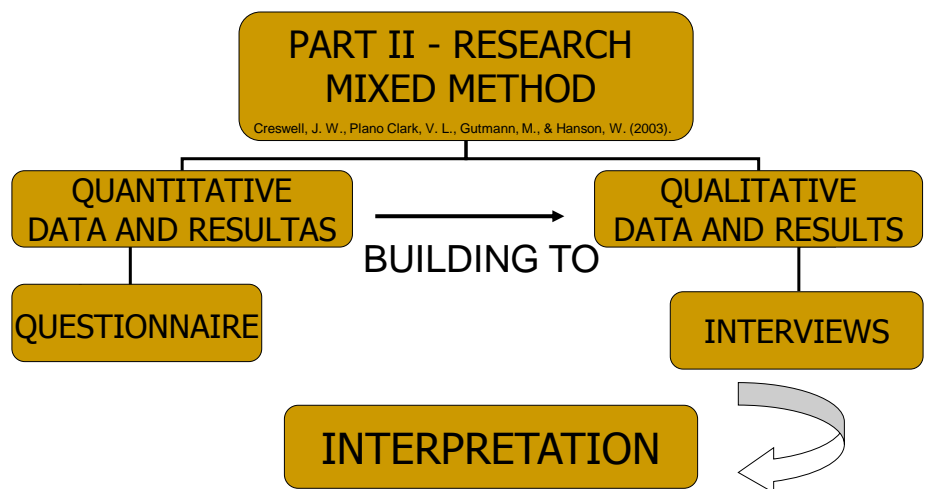 PART II - RESEARCH
MIXED METHOD
Creswell, J. W., Plano Clark, V. L., Gutmann, M., & Hanson, W. (2003).
QUANTITATIVE
DATA AND RESULTAS
BUILDING TO
QUALITATIVE
DATA AND RESULTS
QUESTIONNAIRE
INTERVIEWS
INTERPRETATION